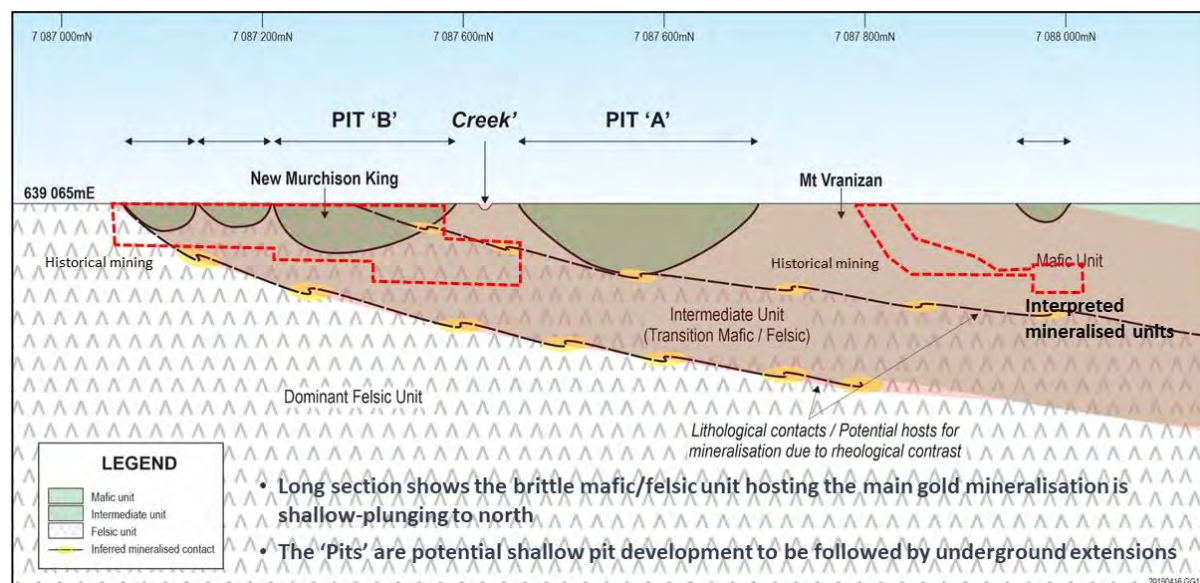 7 087 000mN
7 087 200mN
7 087 600mN
7 087 600mN
7 087 800mN
7 088 000mN
PIT ‘B’
Creek’
PIT ‘A’
New Murchison King
Mt Vranizan
639 065mE
Historical mining
Historical mining
Mafic Unit
Interpreted
mineralised units
Intermediate Unit
(Transition Mafic / Felsic)
Dominant Felsic Unit
Lithological contacts / Potential hosts for
mineralisation due to rheological contrast
LEGEND
Mafic unit
Intermediate unit
Felsic unit
Inferred mineralised contact
• Long section shows the brittle mafic/felsic unit hosting the main gold mineralisation is
shallow-plunging to north
• The ‘Pits’ are potential shallow pit development to be followed by underground extensions